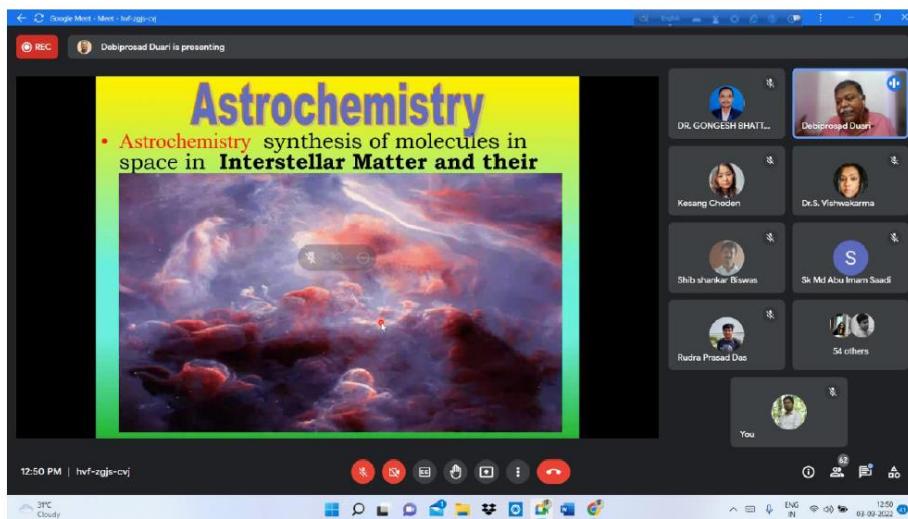 Google Meet - Meet - hvf-zgjs-cvj
English
REC
Debiprosad Duari is presenting
Astrochemistry
• Astrochemistry synthesis of molecules in
space in Interstellar Matter and their
DR. GONGESH BHATT...
Debiprosad Duari
Kesang Choden
Dr.S. Vishwakarma
Shib shankar Biswas
S
Sk Md Abu Imam Saadi
Rudra Prasad Das
54 others
You
12:50 PM | hvf-zgjs-cvj
62
31°C
Cloudy
ENG
IN
12:50
03-09-2022